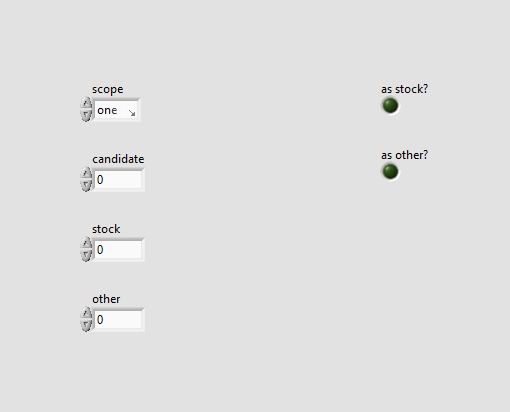 scope
one
as stock?
candidate
0
as other?
stock
0
other
0